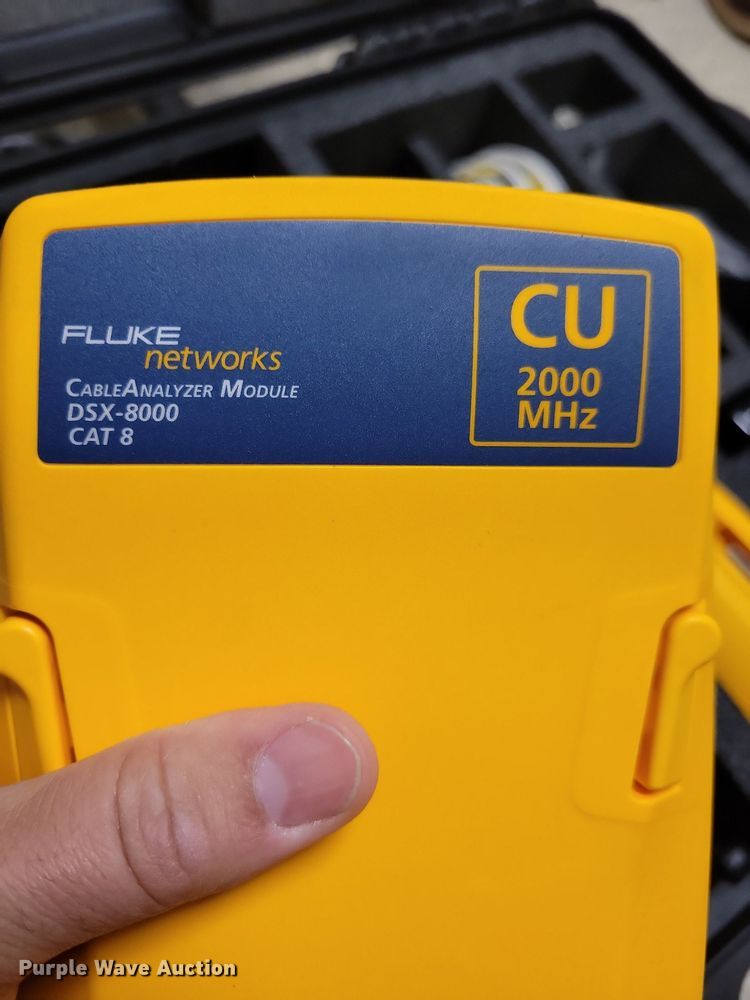 FLUKE
networks
CABLEANALYZER MODULE
DSX-8000
CAT 8
CU
2000
MHz
Purple Wave Auction